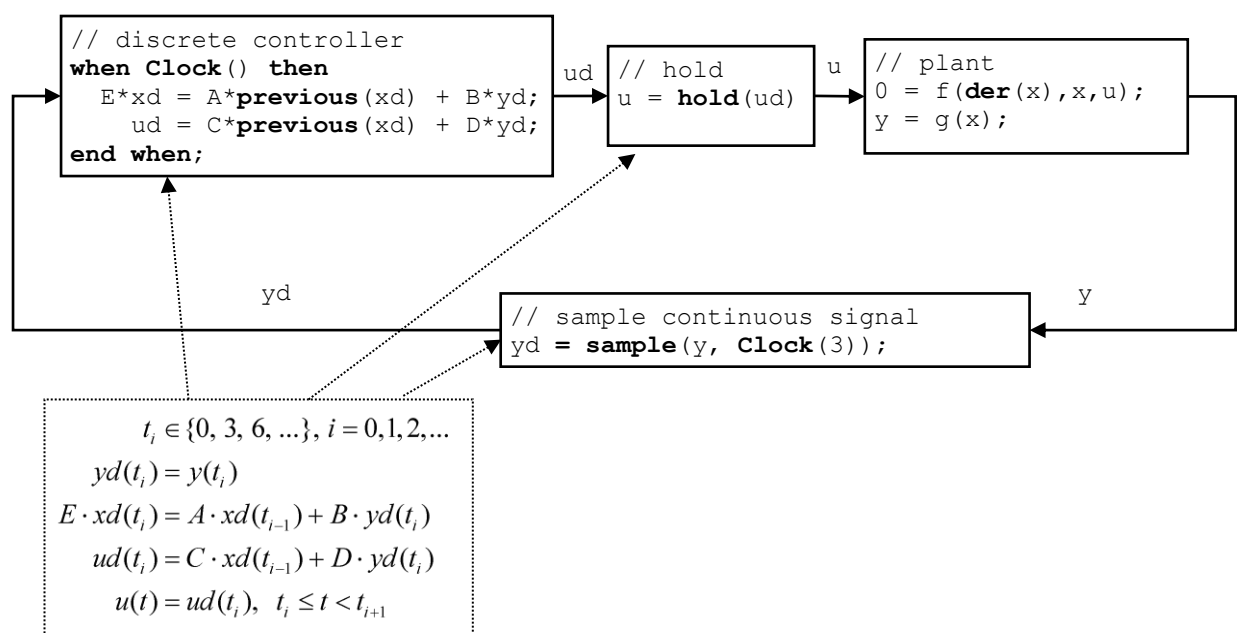 // discrete controller
when Clock() then
E*xd = A*previous(xd) + B*yd;
ud = C*previous(xd) + D*yd;
end when;
ud
// hold
u = hold(ud)
u
// plant
0 = f(der(x),x,u);
y = g(x);
yd
// sample continuous signal
yd = sample(y, Clock(3));
y
t_i ∈ {0, 3, 6, ...}, i = 0,1,2,...
yd(t_i) = y(t_i)
E · xd(t_i) = A · xd(t_{i-1}) + B · yd(t_i)
ud(t_i) = C · xd(t_{i-1}) + D · yd(t_i)
u(t) = ud(t_i), t_i ≤ t < t_{i+1}